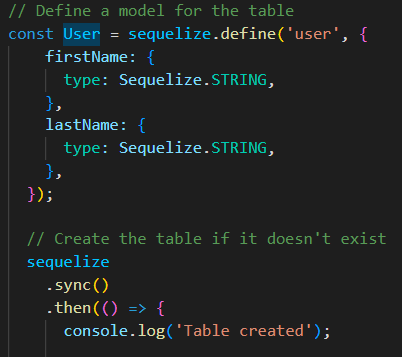 // Define a model for the table
const User = sequelize.define('user', {
    firstName: {
      type: Sequelize.STRING,
    },
    lastName: {
      type: Sequelize.STRING,
    },
  });
  // Create the table if it doesn't exist
  sequelize
    .sync()
    .then(() => {
      console.log('Table created');